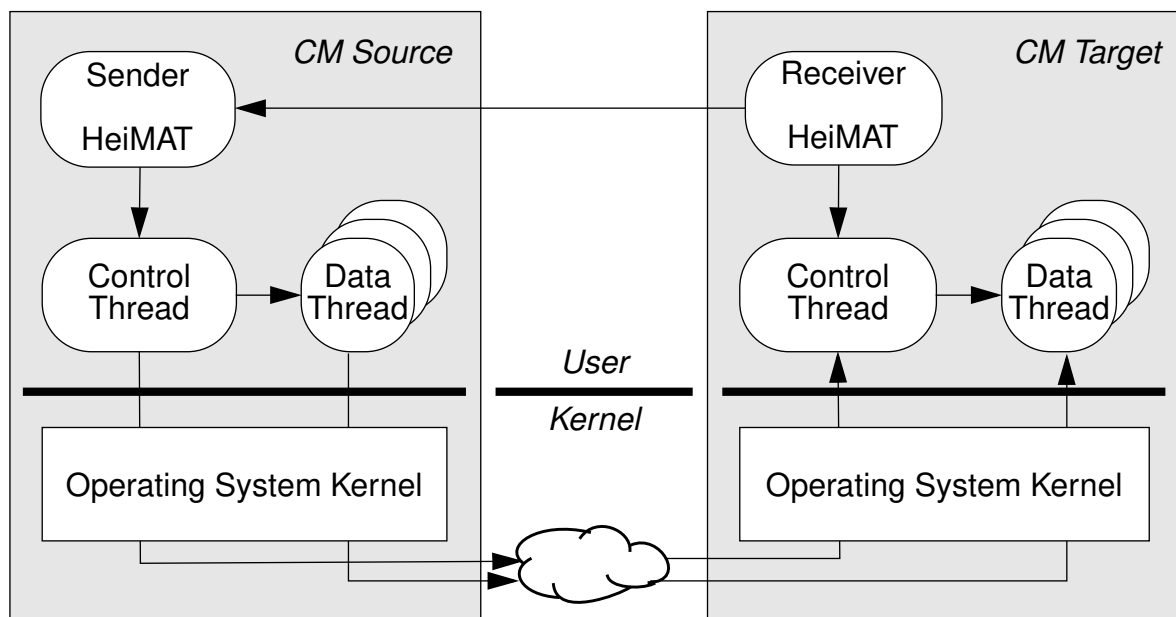 CM Source
Sender
HeiMAT
Control
Thread
Data
Thread
Operating System Kernel
User
Kernel
CM Target
Receiver
HeiMAT
Control
Thread
Data
Thread
Operating System Kernel